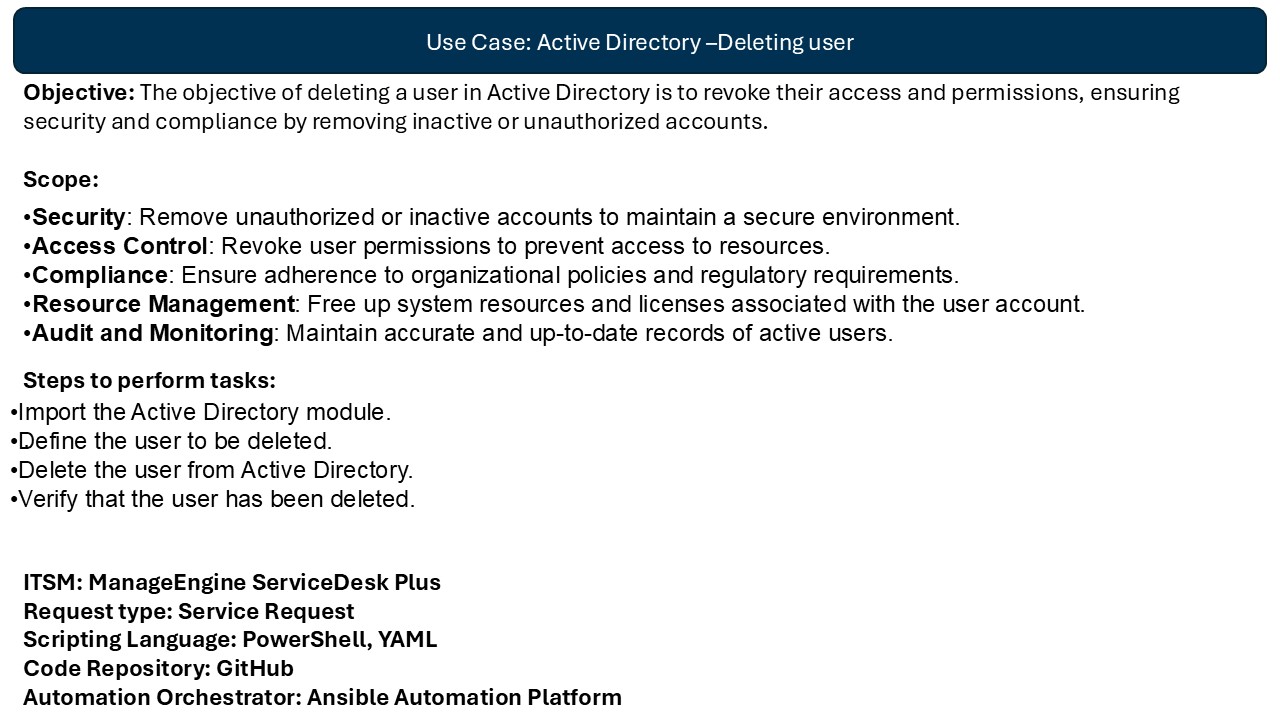 Use Case: Active Directory –Deleting user
Objective: The objective of deleting a user in Active Directory is to revoke their access and permissions, ensuring
security and compliance by removing inactive or unauthorized accounts.
Scope:
•Security: Remove unauthorized or inactive accounts to maintain a secure environment.
•Access Control: Revoke user permissions to prevent access to resources.
•Compliance: Ensure adherence to organizational policies and regulatory requirements.
•Resource Management: Free up system resources and licenses associated with the user account.
•Audit and Monitoring: Maintain accurate and up-to-date records of active users.
Steps to perform tasks:
•Import the Active Directory module.
•Define the user to be deleted.
•Delete the user from Active Directory.
•Verify that the user has been deleted.
ITSM: ManageEngine ServiceDesk Plus
Request type: Service Request
Scripting Language: PowerShell, YAML
Code Repository: GitHub
Automation Orchestrator: Ansible Automation Platform